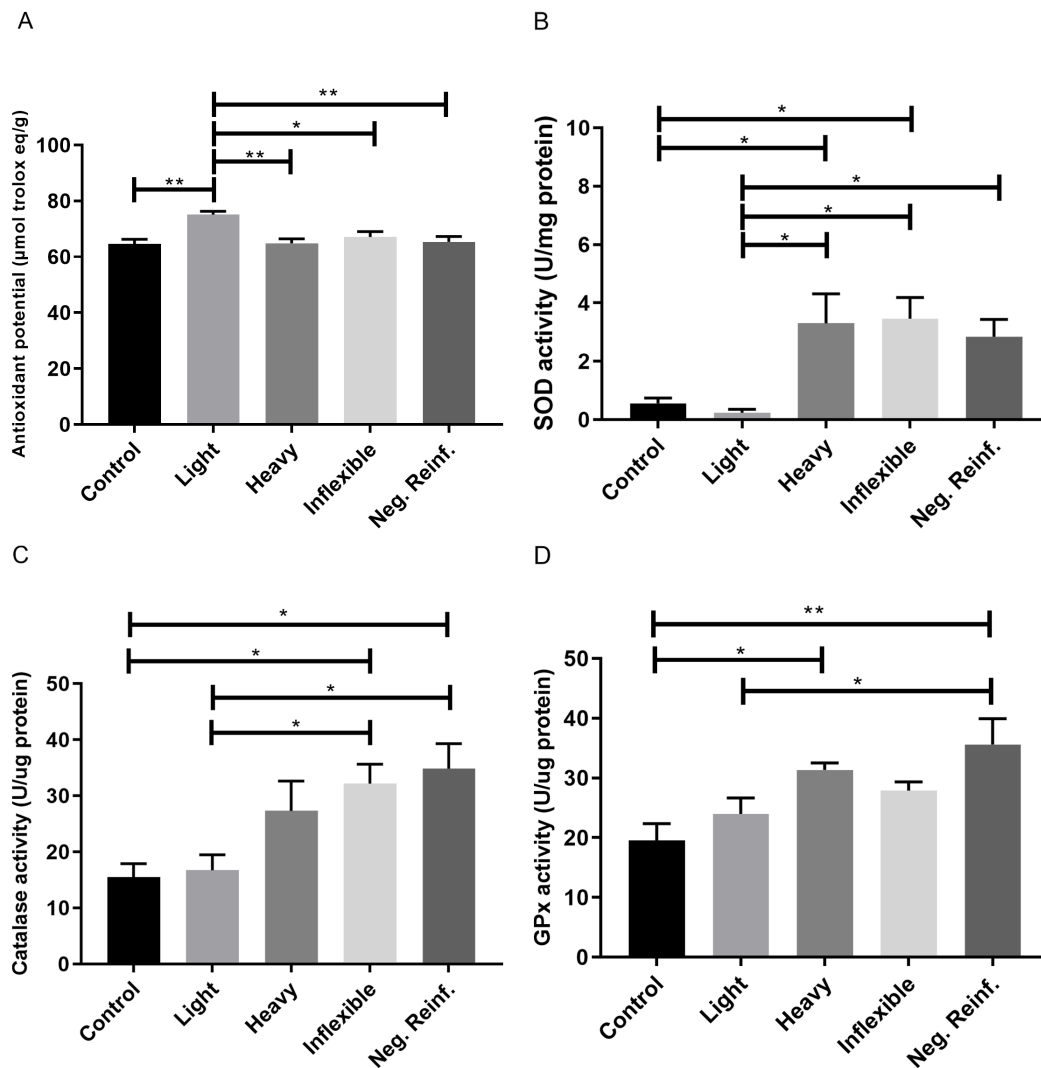 A
Antioxidant potential (µmol trolox eq/g)
100
80
60
40
20
0
**
*
**
**
Control
Light
Heavy
Inflexible
Neg. Reinf.
B
SOD activity (U/mg protein)
10
8
6
4
2
0
*
*
*
*
*
Control
Light
Heavy
Inflexible
Neg. Reinf.
C
Catalase activity (U/ug protein)
50
40
30
20
10
0
*
*
*
*
Control
Light
Heavy
Inflexible
Neg. Reinf.
D
GPx activity (U/ug protein)
50
40
30
20
10
0
**
*
*
Control
Light
Heavy
Inflexible
Neg. Reinf.